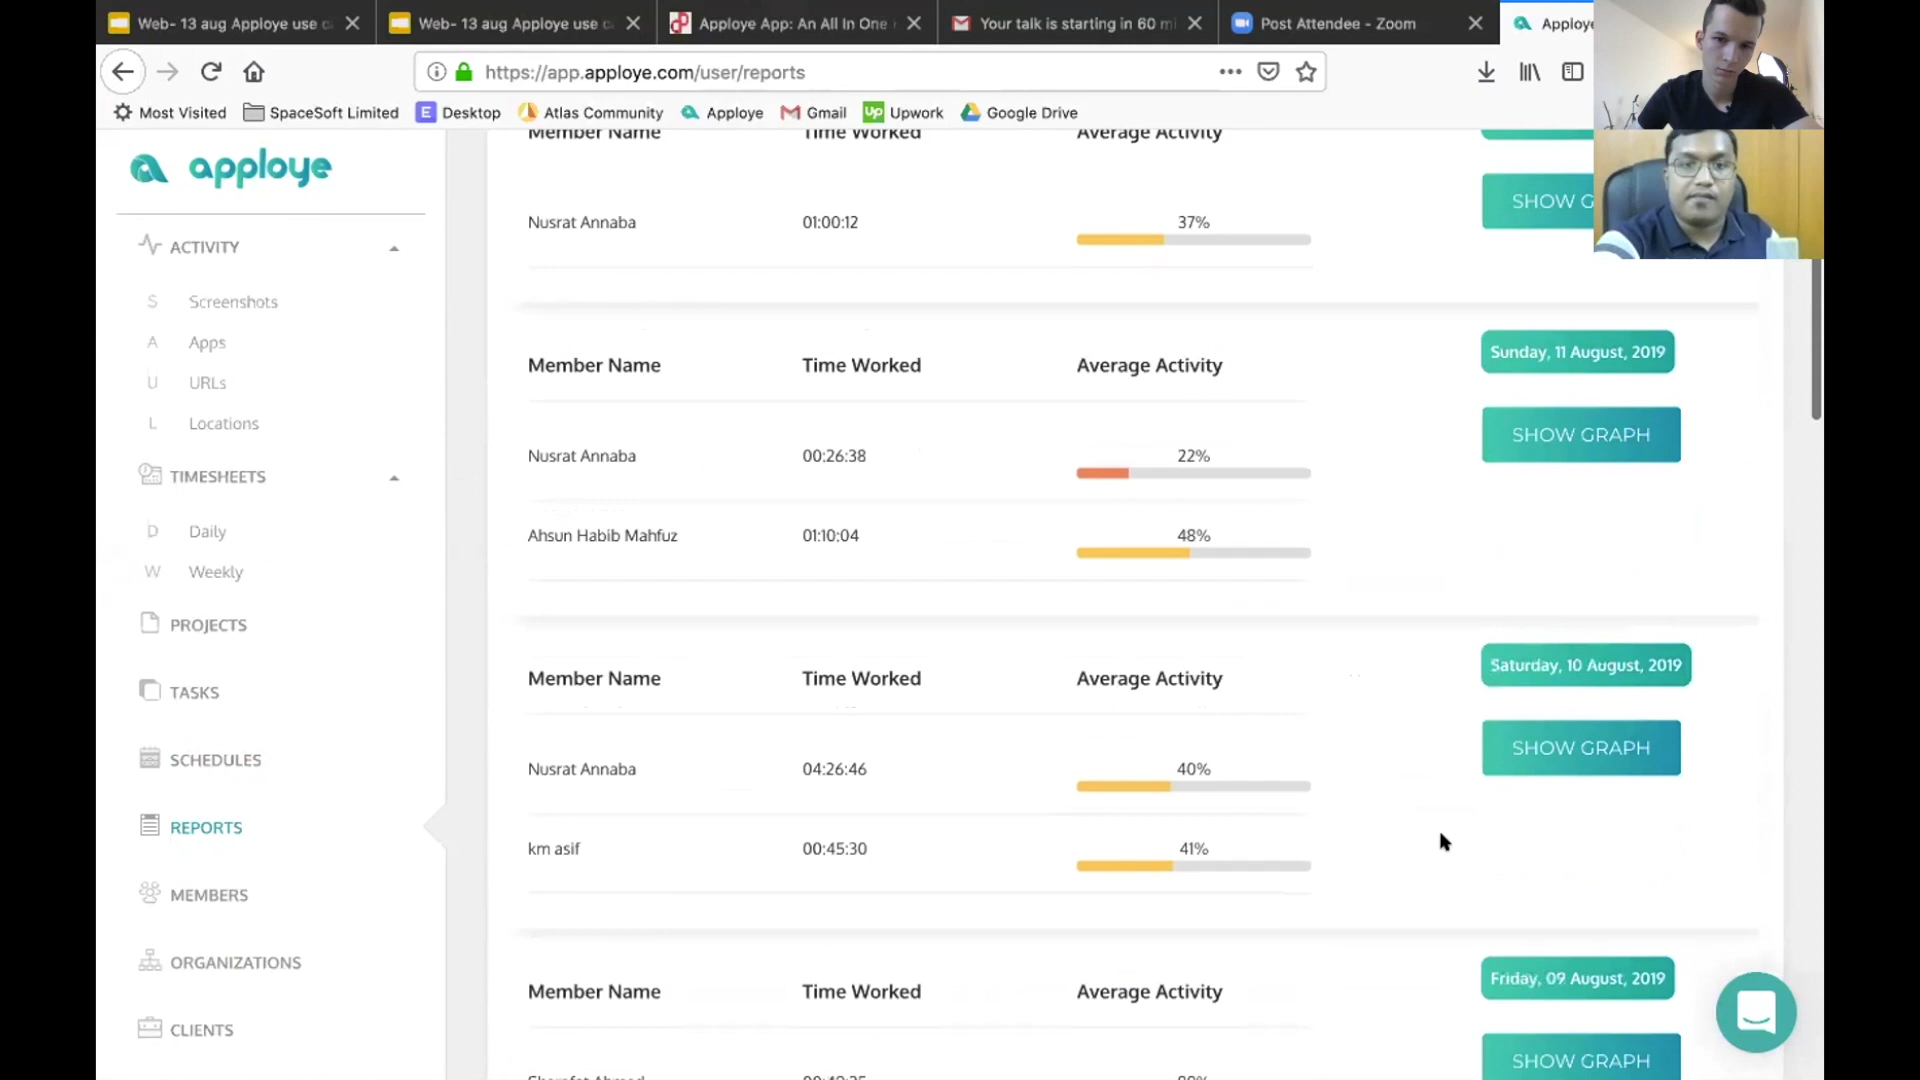 Web- 13 aug Apploye use c
Web- 13 aug Apploye use c
Apploye App: An All In One
Your talk is starting in 60 mi
Post Attendee - Zoom
Apploye
https://app.apploye.com/user/reports
Most Visited
SpaceSoft Limited
E Desktop
Atlas Community
Apploye
Gmail
Up Upwork
Google Drive
apploye
ACTIVITY
S Screenshots
A Apps
U URLs
L Locations
TIMESHEETS
D Daily
W Weekly
PROJECTS
TASKS
SCHEDULES
REPORTS
MEMBERS
ORGANIZATIONS
CLIENTS
Member Name Time Worked Average Activity
SHOW G
Nusrat Annaba 01:00:12 37%
Sunday, 11 August, 2019
Member Name Time Worked Average Activity
SHOW GRAPH
Nusrat Annaba 00:26:38 22%
Ahsun Habib Mahfuz 01:10:04 48%
Saturday, 10 August, 2019
Member Name Time Worked Average Activity
SHOW GRAPH
Nusrat Annaba 04:26:46 40%
km asif 00:45:30 41%
Friday, 09 August, 2019
Member Name Time Worked Average Activity
SHOW GRAPH